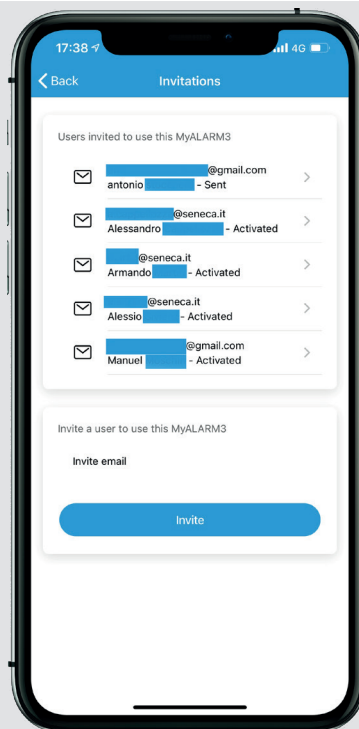 17:38 4G
Back Invitations
Users invited to use this MyALARM3
@gmail.com
antonio - Sent
@seneca.it
Alessandro - Activated
@seneca.it
Armando - Activated
@seneca.it
Alessio - Activated
@gmail.com
Manuel - Activated
Invite a user to use this MyALARM3
Invite email
Invite